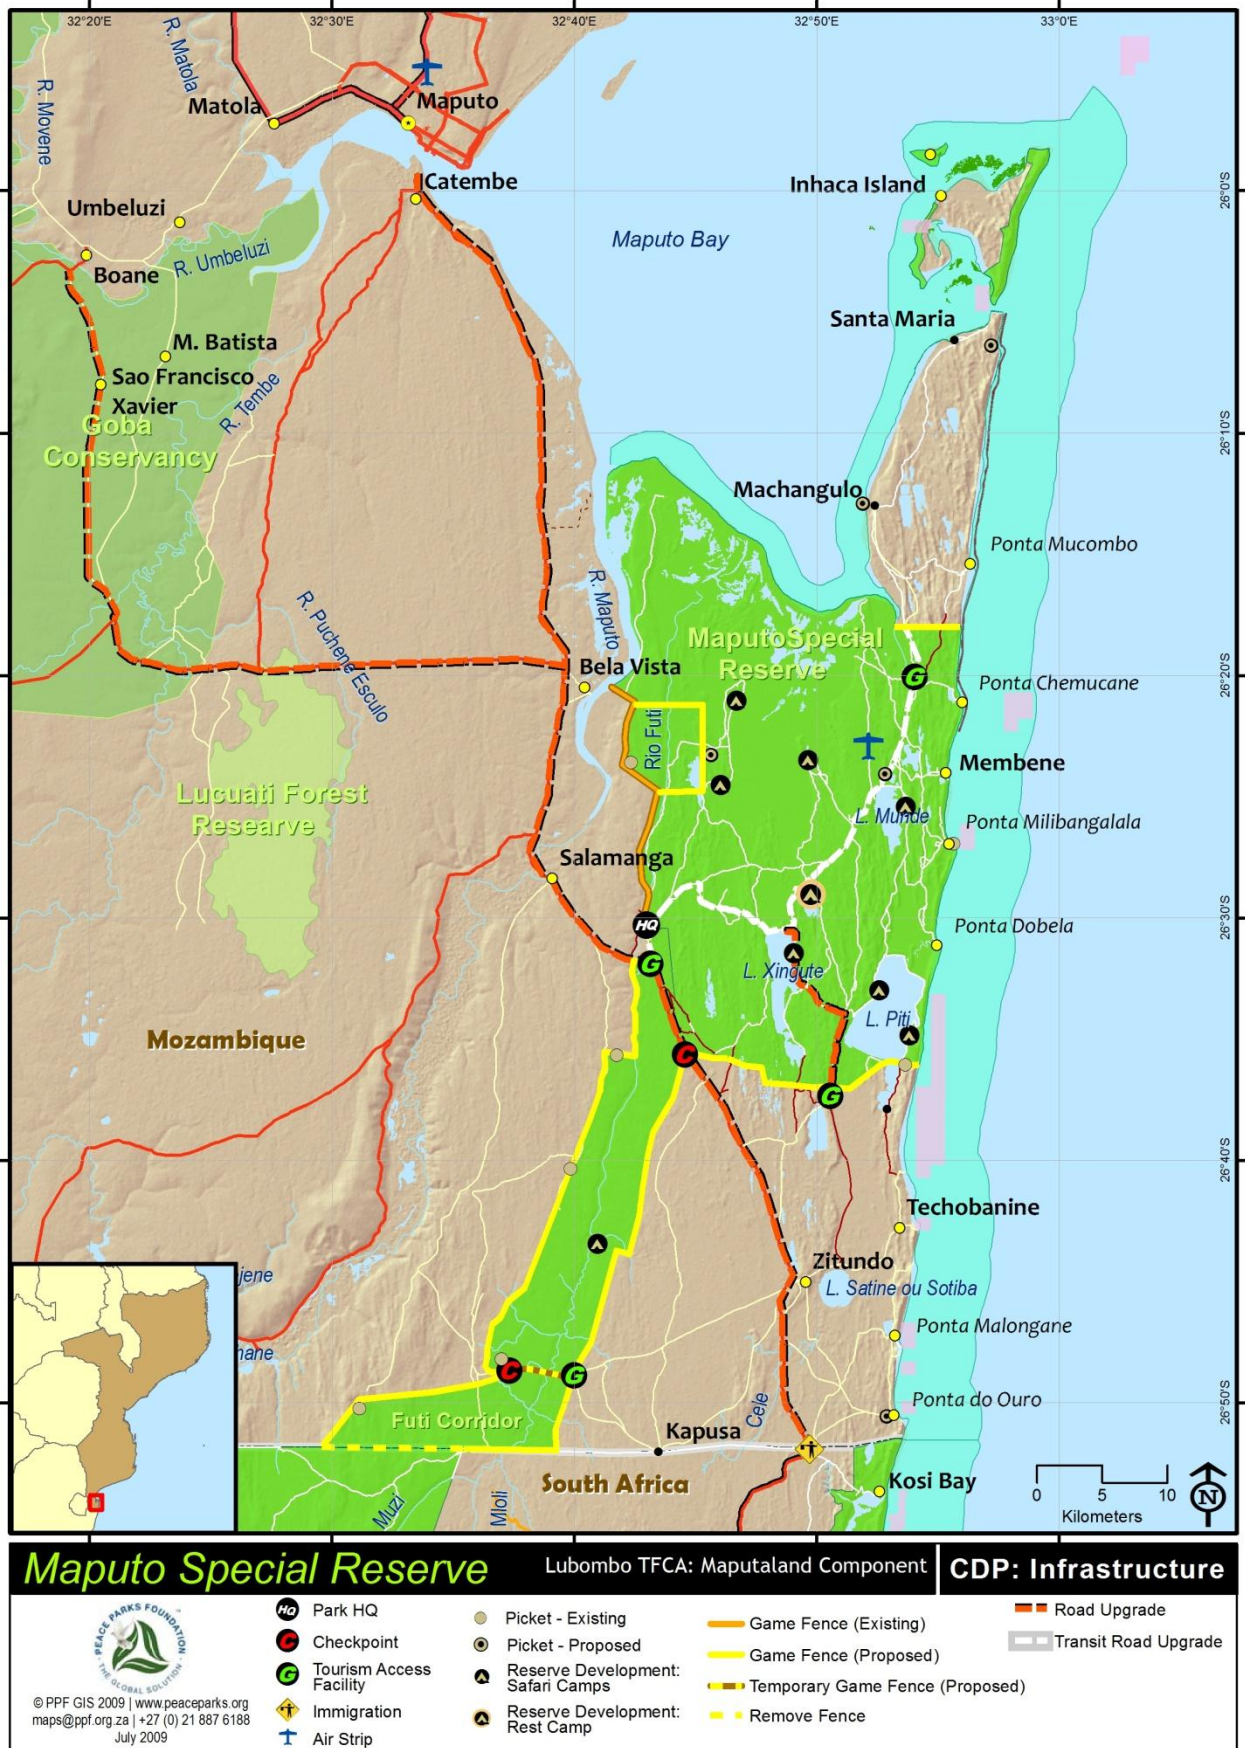 32°20'E
32°30'E
32°40'E
32°50'E
33°0'E
R. Movene
R. Matola
Matola
Maputo
Catembe
Umbeluzi
R. Umbeluzi
Boane
Inhaca Island
26°0'S
Maputo Bay
Santa Maria
M. Batista
Sao Francisco
Xavier
R. Tembe
Goba
Conservancy
26°10'S
Machangulo
Ponta Mucombo
R. Maputo
R. Puchene Esculo
Maputo Special
Reserve
Bela Vista
26°20'S
G
Ponta Chemucane
Rio Futi
Membene
Lucuati Forest
Researve
L. Munde
Ponta Milibangalala
Salamanga
26°30'S
HQ
Ponta Dobela
G
L. Xingute
L. Piti
Mozambique
C
G
26°40'S
Techobanine
Zitundo
L. Satine ou Sotiba
jene
Ponta Malongane
nane
C
G
26°50'S
Ponta do Ouro
Futi Corridor
Cele
Kapusa
South Africa
Kosi Bay
Muzi
Mloli
0 5 10
Kilometers
N
Maputo Special Reserve
Lubombo TFCA: Maputaland Component
CDP: Infrastructure
PEACE PARKS FOUNDATION
THE GLOBAL SOLUTION
© PPF GIS 2009 | www.peaceparks.org
maps@ppf.org.za | +27 (0) 21 887 6188
July 2009
HQ Park HQ
C Checkpoint
G Tourism Access
Facility
Immigration
Air Strip
Picket - Existing
Picket - Proposed
Reserve Development:
Safari Camps
Reserve Development:
Rest Camp
Game Fence (Existing)
Game Fence (Proposed)
Temporary Game Fence (Proposed)
Remove Fence
Road Upgrade
Transit Road Upgrade